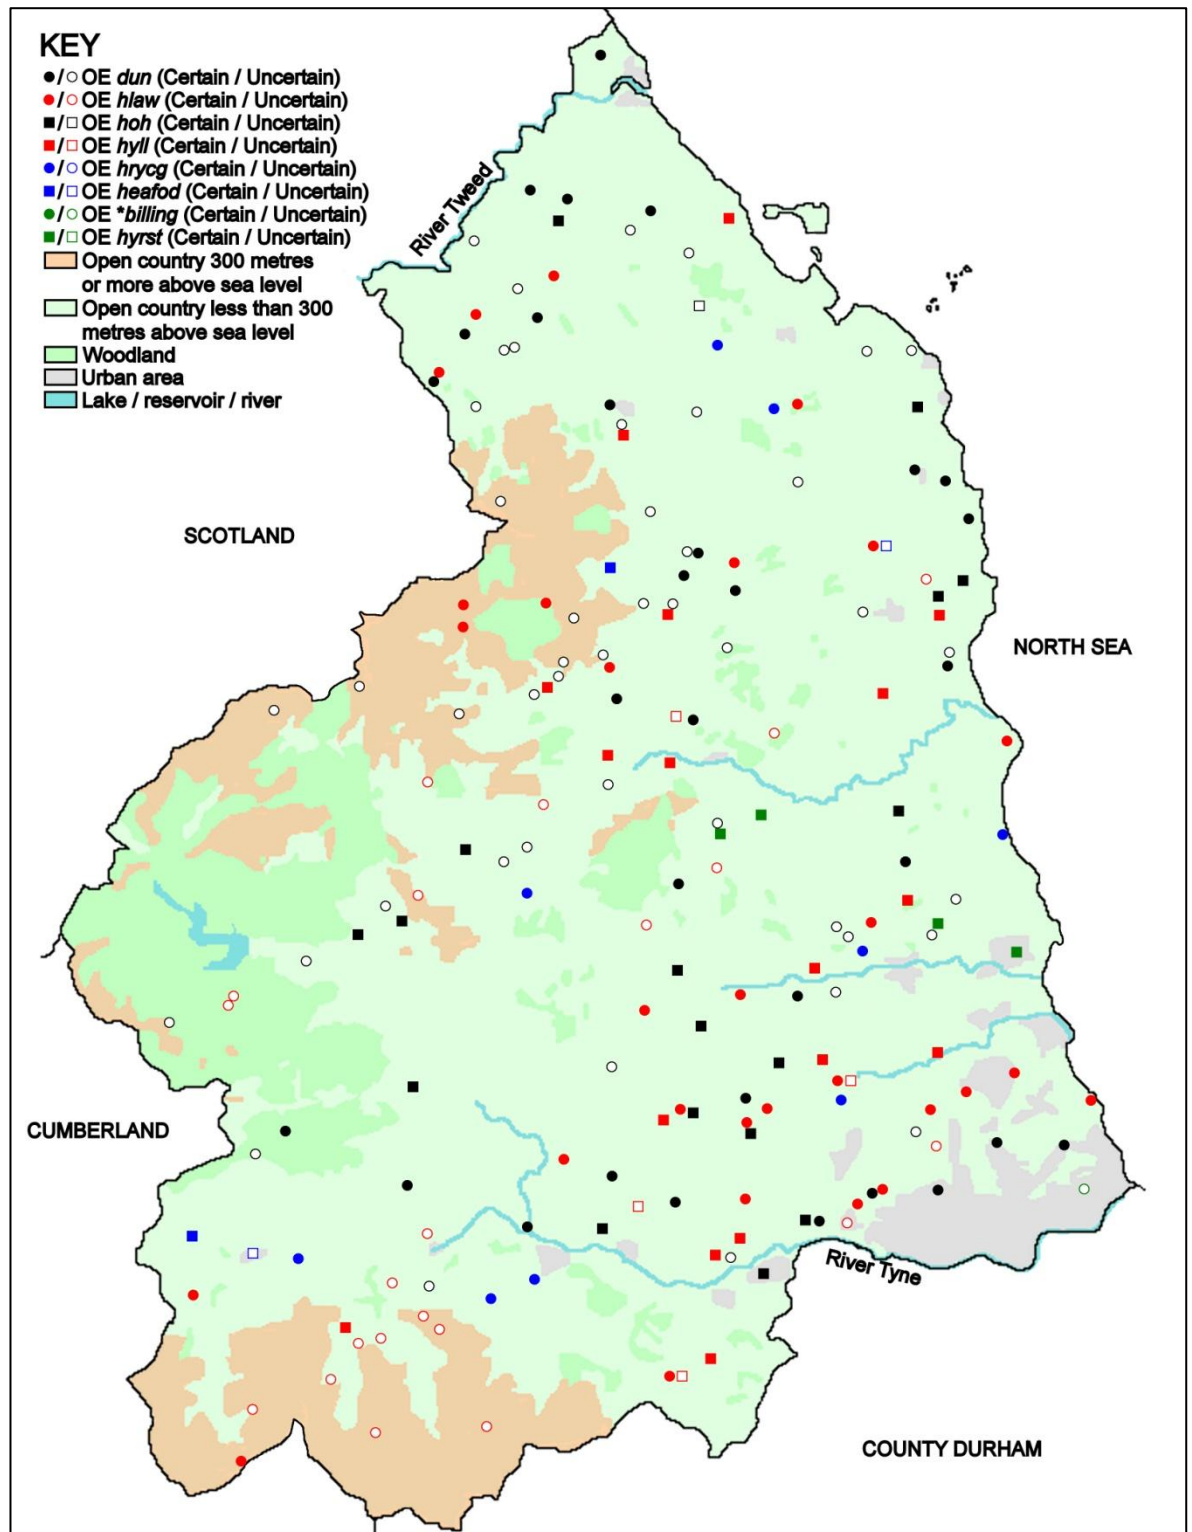 KEY
●/○ OE dun (Certain / Uncertain)
●/○ OE hlaw (Certain / Uncertain)
■/□ OE hoh (Certain / Uncertain)
■/□ OE hyll (Certain / Uncertain)
●/○ OE hrycg (Certain / Uncertain)
■/□ OE heafod (Certain / Uncertain)
●/○ OE *billing (Certain / Uncertain)
■/□ OE hyrst (Certain / Uncertain)
Open country 300 metres
or more above sea level
Open country less than 300
metres above sea level
Woodland
Urban area
Lake / reservoir / river
River Tweed
SCOTLAND
NORTH SEA
CUMBERLAND
River Tyne
COUNTY DURHAM